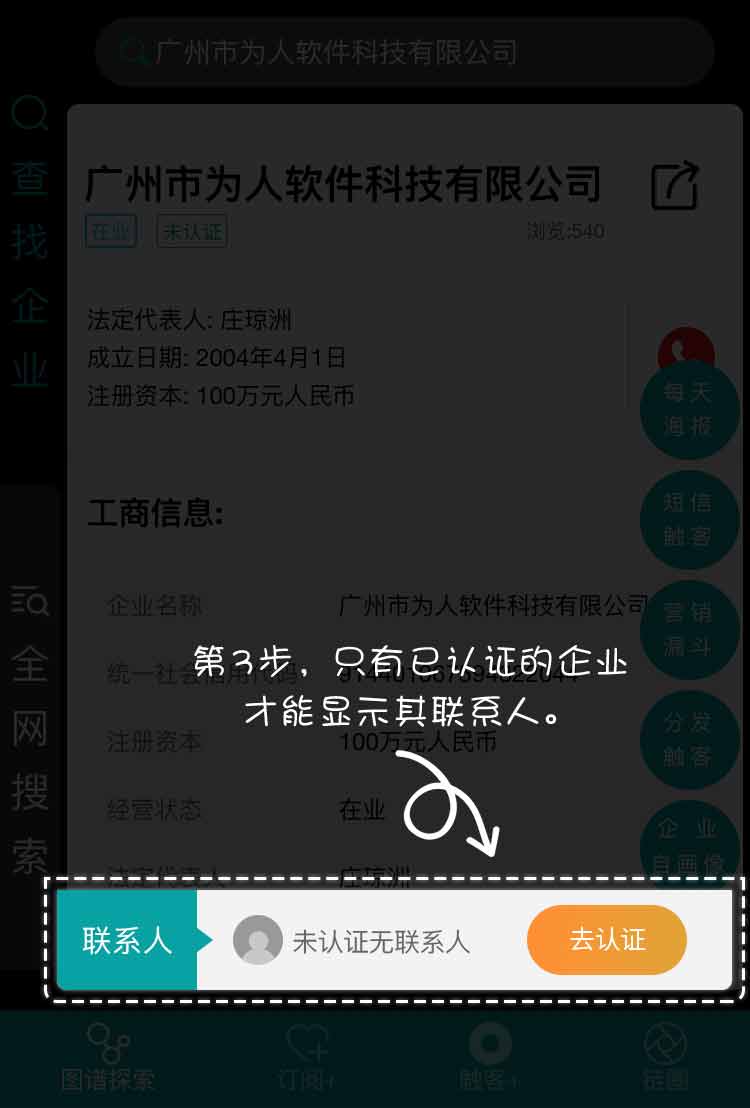 广州市为人软件科技有限公司
查找企业
广州市为人软件科技有限公司
在业
未认证
浏览:540
法定代表人: 庄琼洲
成立日期: 2004年4月1日
注册资本: 100万元人民币
每天
海报
短信
触客
工商信息:
企业名称
广州市为人软件科技有限公司
营销
漏斗
全网搜索
第3步，只有已认证的企业
才能显示其联系人。
统一社会信用代码
注册资本
100万元人民币
分发
触客
经营状态
在业
企业
自画像
法定代表人
庄琼洲
联系人
未认证无联系人
去认证
图谱探索
订阅+
触客+
链圈